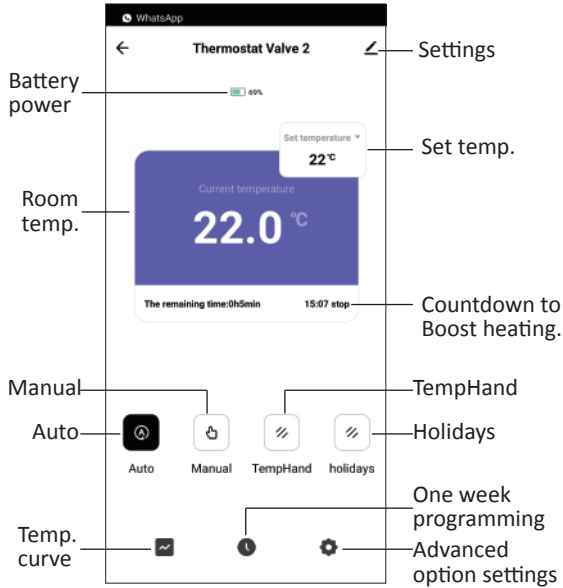 WhatsApp
Thermostat Valve 2
Settings
Battery
power
69%
Set temperature
22°C
Set temp.
Room
temp.
Current temperature
22.0 °C
The remaining time:0h5min
15:07 stop
Countdown to
Boost heating.
Manual
TempHand
Auto
Holidays
Auto
Manual
TempHand
holidays
One week
programming
Temp.
curve
Advanced
option settings